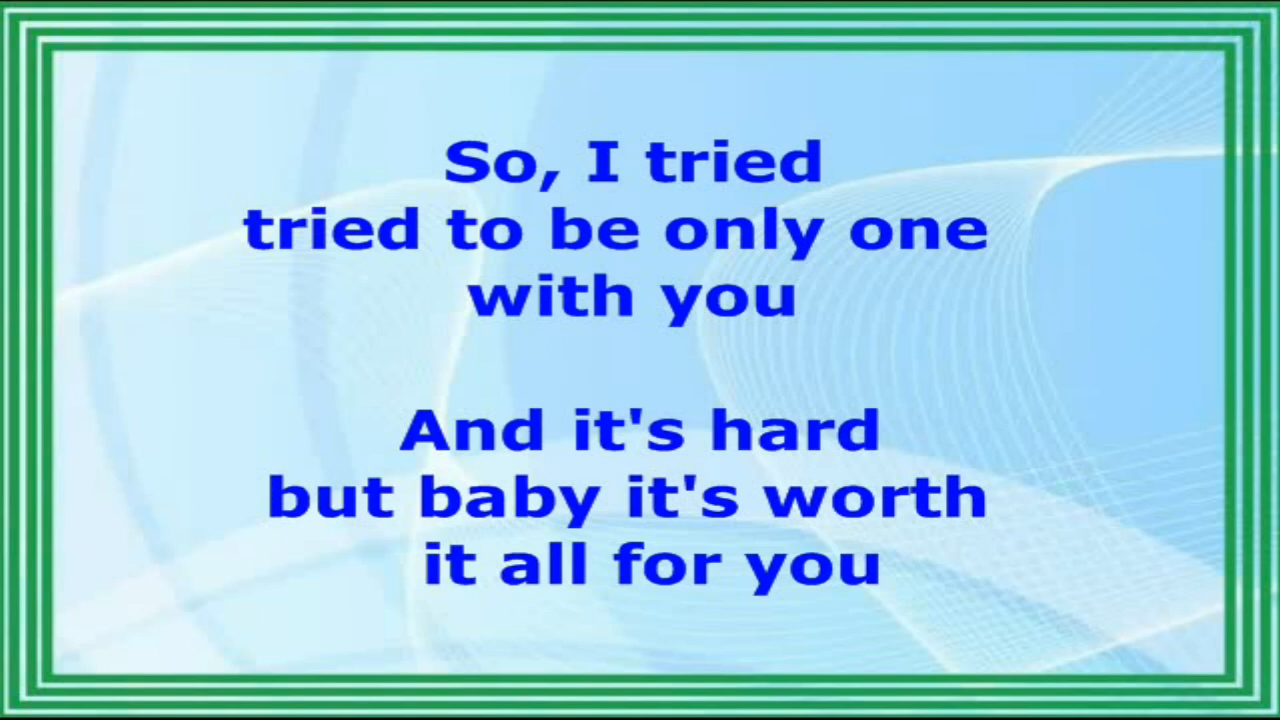 So, I tried
tried to be only one
with you
And it's hard
but baby it's worth
it all for you